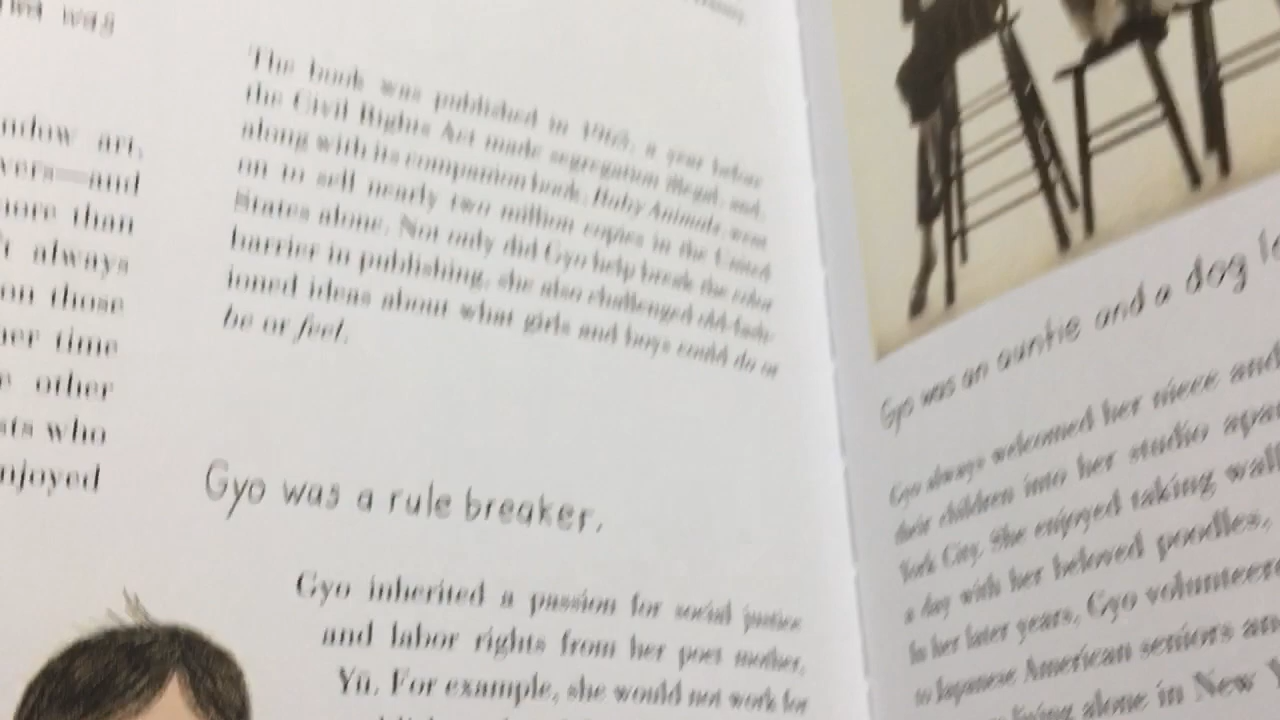 was
ndow art,
vers—and
more than
't always
on those
her time
other
sts who
enjoyed
The book was published in 1963, a year before
the Civil Rights Act made segregation illegal, and,
along with its companion book, Baby Animals, went
on to sell nearly two million copies in the United
States alone. Not only did Gyo help break the color
barrier in publishing, she also challenged old-fash-
ioned ideas about what girls and boys could do or
be or feel.
Gyo was a rule breaker.
Gyo inherited a passion for social justice
and labor rights from her poet mother,
Yū. For example, she would not work for
Gyo was an auntie and a dog lo
Gyo always welcomed her niece and
their children into her studio apar
York City. She enjoyed taking walk
a day with her beloved poodles,
In her later years, Gyo volunteere
to Japanese American seniors an
living alone in New Y